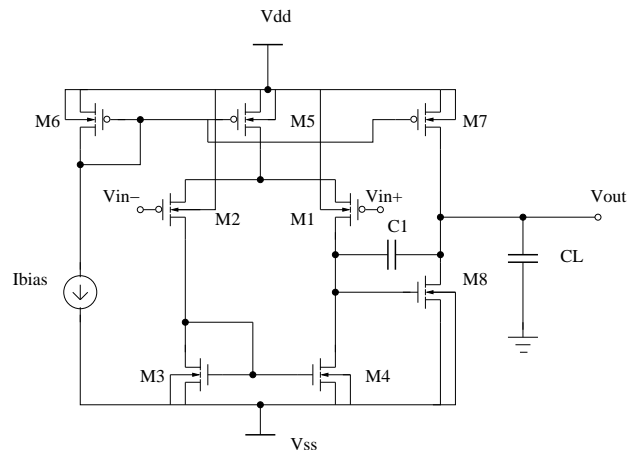 Vdd
M6
M5
M7
Vin−
Vin+
Vout
M2
M1
C1
CL
Ibias
M8
M3
M4
Vss